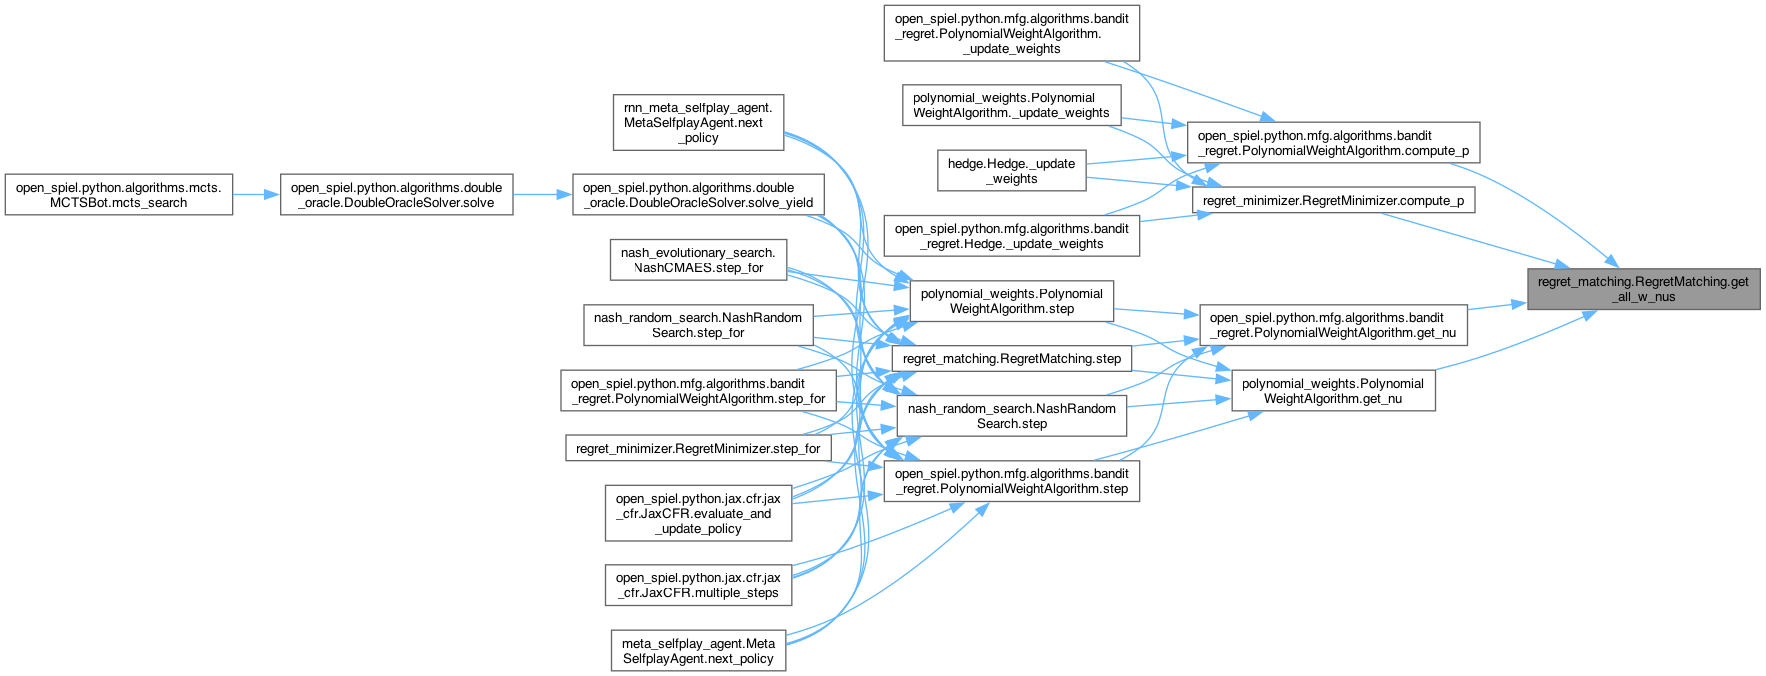 open_spiel.python.algorithms.mcts.
MCTSBot.mcts_search
open_spiel.python.algorithms.double
_oracle.DoubleOracleSolver.solve
rnn_meta_selfplay_agent.
MetaSelfplayAgent.next
_policy
open_spiel.python.algorithms.double
_oracle.DoubleOracleSolver.solve_yield
nash_evolutionary_search.
NashCMAES.step_for
nash_random_search.NashRandom
Search.step_for
open_spiel.python.mfg.algorithms.bandit
_regret.PolynomialWeightAlgorithm.step_for
regret_minimizer.RegretMinimizer.step_for
open_spiel.python.jax.cfr.jax
_cfr.JaxCFR.evaluate_and
_update_policy
open_spiel.python.jax.cfr.jax
_cfr.JaxCFR.multiple_steps
meta_selfplay_agent.Meta
SelfplayAgent.next_policy
open_spiel.python.mfg.algorithms.bandit
_regret.PolynomialWeightAlgorithm.
_update_weights
polynomial_weights.Polynomial
WeightAlgorithm._update_weights
hedge.Hedge._update
_weights
open_spiel.python.mfg.algorithms.bandit
_regret.Hedge._update_weights
polynomial_weights.Polynomial
WeightAlgorithm.step
regret_matching.RegretMatching.step
nash_random_search.NashRandom
Search.step
open_spiel.python.mfg.algorithms.bandit
_regret.PolynomialWeightAlgorithm.step
open_spiel.python.mfg.algorithms.bandit
_regret.PolynomialWeightAlgorithm.compute_p
regret_minimizer.RegretMinimizer.compute_p
open_spiel.python.mfg.algorithms.bandit
_regret.PolynomialWeightAlgorithm.get_nu
polynomial_weights.Polynomial
WeightAlgorithm.get_nu
regret_matching.RegretMatching.get
_all_w_nus